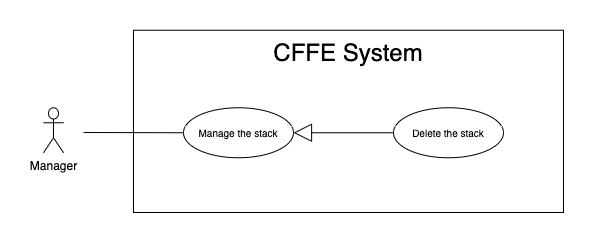 CFFE System
Manage the stack
Delete the stack
Manager